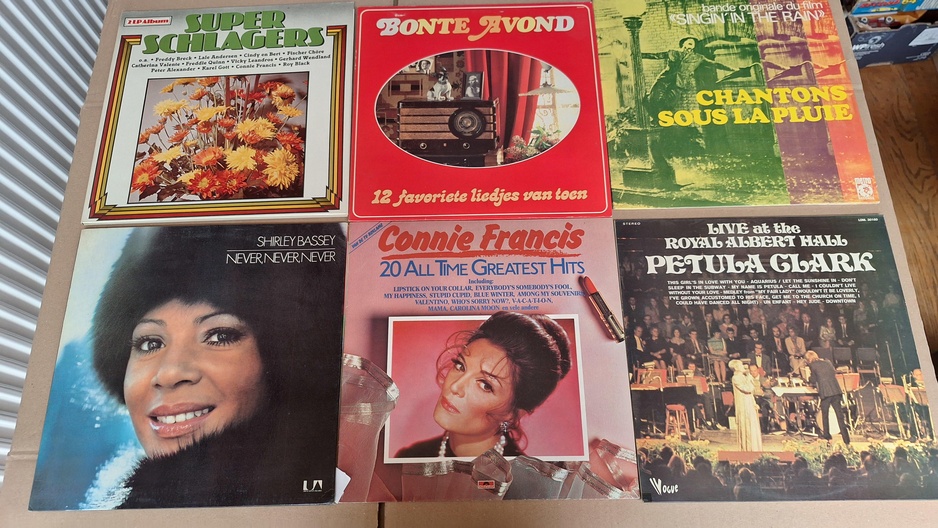 2 LP Album
SUPER
SCHLAGERS
o.a. • Freddy Breck • Lale Andersen • Cindy en Bert • Fischer Chöre
Catherina Valente • Freddie Quinn • Vicky Leandros • Gerhard Wendland
Peter Alexander • Karel Gott • Connie Francis • Roy Black
BONTE AVOND
12 favoriete liedjes van toen
bande originale du film
«SINGIN' IN THE RAIN»
CHANTONS
SOUS LA PLUIE
SHIRLEY BASSEY
NEVER, NEVER, NEVER
UA
Connie Francis
20 ALL TIME GREATEST HITS
Including:
LIPSTICK ON YOUR COLLAR, EVERYBODY'S SOMEBODY'S FOOL,
MY HAPPINESS, STUPID CUPID, BLUE WINTER, AMONG MY SOUVENIRS
VALENTINO, WHO'S SORRY NOW?, V-A-C-A-T-I-O-N,
MAMA, CAROLINA MOON en vele andere
STEREO
LIVE at the
ROYAL ALBERT HALL
PETULA CLARK
THIS GIRL'S IN LOVE WITH YOU - AQUARIUS / LET THE SUNSHINE IN - DON'T
SLEEP IN THE SUBWAY - MY NAME IS PETULA - CALL ME - I COULDN'T LIVE
WITHOUT YOUR LOVE - MEDLEY from "MY FAIR LADY" (WOULDN'T IT BE LOVERLY,
I'VE GROWN ACCUSTOMED TO HIS FACE, GET ME TO THE CHURCH ON TIME, I
COULD HAVE DANCED ALL NIGHT) - UN ENFANT - HEY JUDE - DOWNTOWN
VOGUE